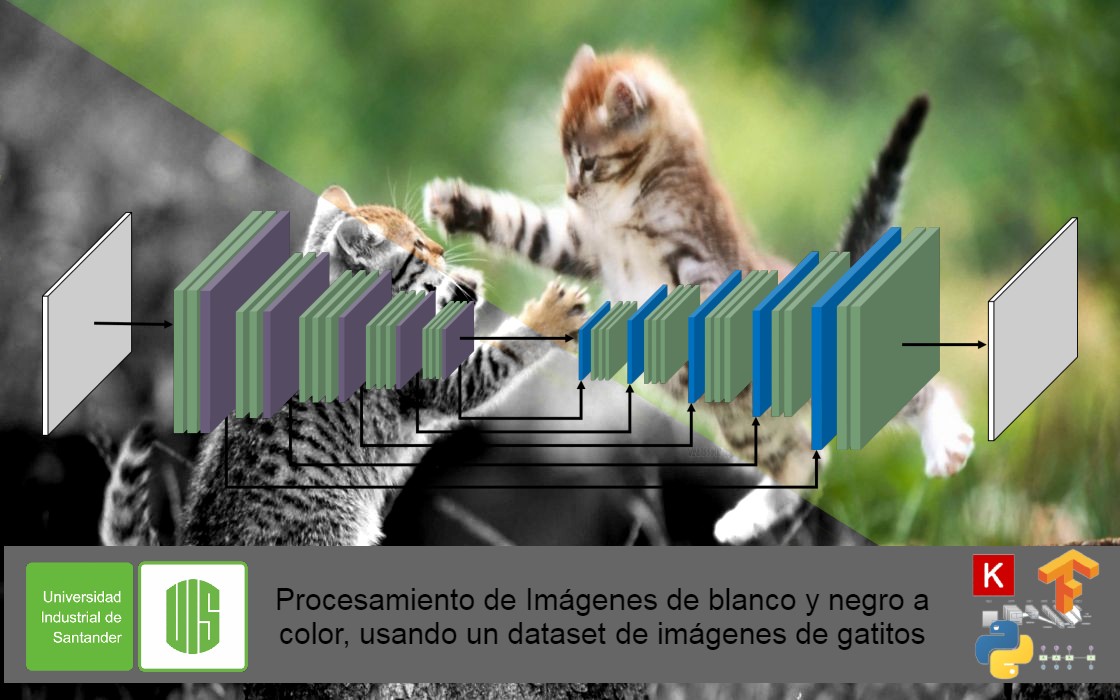 Universidad
Industrial de
Santander
UIS
Procesamiento de Imágenes de blanco y negro a
color, usando un dataset de imágenes de gatitos
K